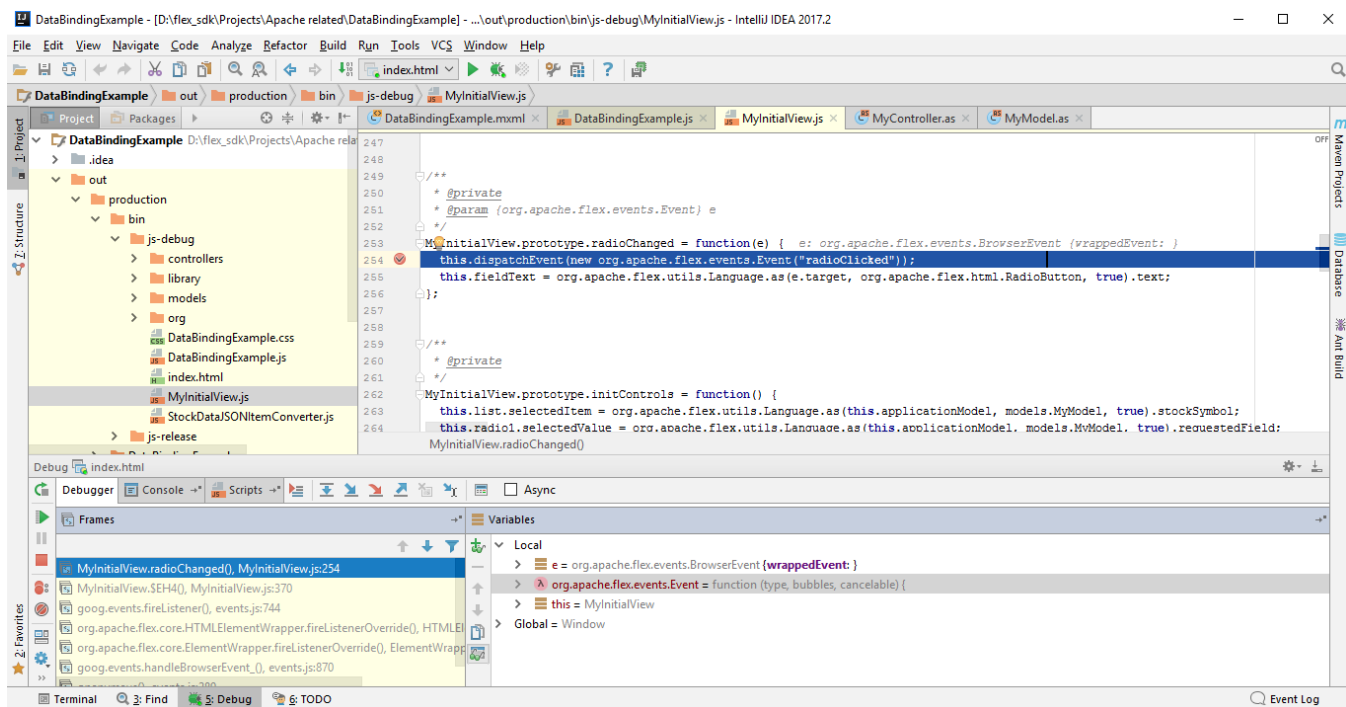 DataBindingExample - [D:\flex_sdk\Projects\Apache related\DataBindingExample] - ...\out\production\bin\js-debug\MyInitialView.js - IntelliJ IDEA 2017.2
File Edit View Navigate Code Analyze Refactor Build Run Tools VCS Window Help
index.html
DataBindingExample out production bin js-debug MyInitialView.js
Project Packages
DataBindingExample.mxml DataBindingExample.js MyInitialView.js MyController.as MyModel.as
1: Project
7: Structure
2: Favorites
DataBindingExample D:\flex_sdk\Projects\Apache rela
.idea
out
production
bin
js-debug
controllers
library
models
org
DataBindingExample.css
DataBindingExample.js
index.html
MyInitialView.js
StockDataJSONItemConverter.js
js-release
247
248
249 /**
250 * @private
251 * @param {org.apache.flex.events.Event} e
252 */
253 MyInitialView.prototype.radioChanged = function(e) { e: org.apache.flex.events.BrowserEvent {wrappedEvent: }
254 this.dispatchEvent(new org.apache.flex.events.Event("radioClicked"));
255 this.fieldText = org.apache.flex.utils.Language.as(e.target, org.apache.flex.html.RadioButton, true).text;
256 };
257
258
259 /**
260 * @private
261 */
262 MyInitialView.prototype.initControls = function() {
263 this.list.selectedItem = org.apache.flex.utils.Language.as(this.applicationModel, models.MyModel, true).stockSymbol;
264 this.radio1.selectedValue = org.apache.flex.utils.Language.as(this.applicationModel, models.MyModel, true).requestedField;
MyInitialView.radioChanged()
OFF
m Maven Projects
Database
Ant Build
Debug index.html
Debugger Console Scripts Async
Frames
MyInitialView.radioChanged(), MyInitialView.js:254
MyInitialView.$EH4(), MyInitialView.js:370
goog.events.fireListener(), events.js:744
org.apache.flex.core.HTMLElementWrapper.fireListenerOverride(), HTMLEl
org.apache.flex.core.ElementWrapper.fireListenerOverride(), ElementWrapp
goog.events.handleBrowserEvent_(), events.js:870
Variables
Local
e = org.apache.flex.events.BrowserEvent {wrappedEvent: }
org.apache.flex.events.Event = function (type, bubbles, cancelable) {
this = MyInitialView
Global = Window
Terminal 3: Find 5: Debug 6: TODO Event Log